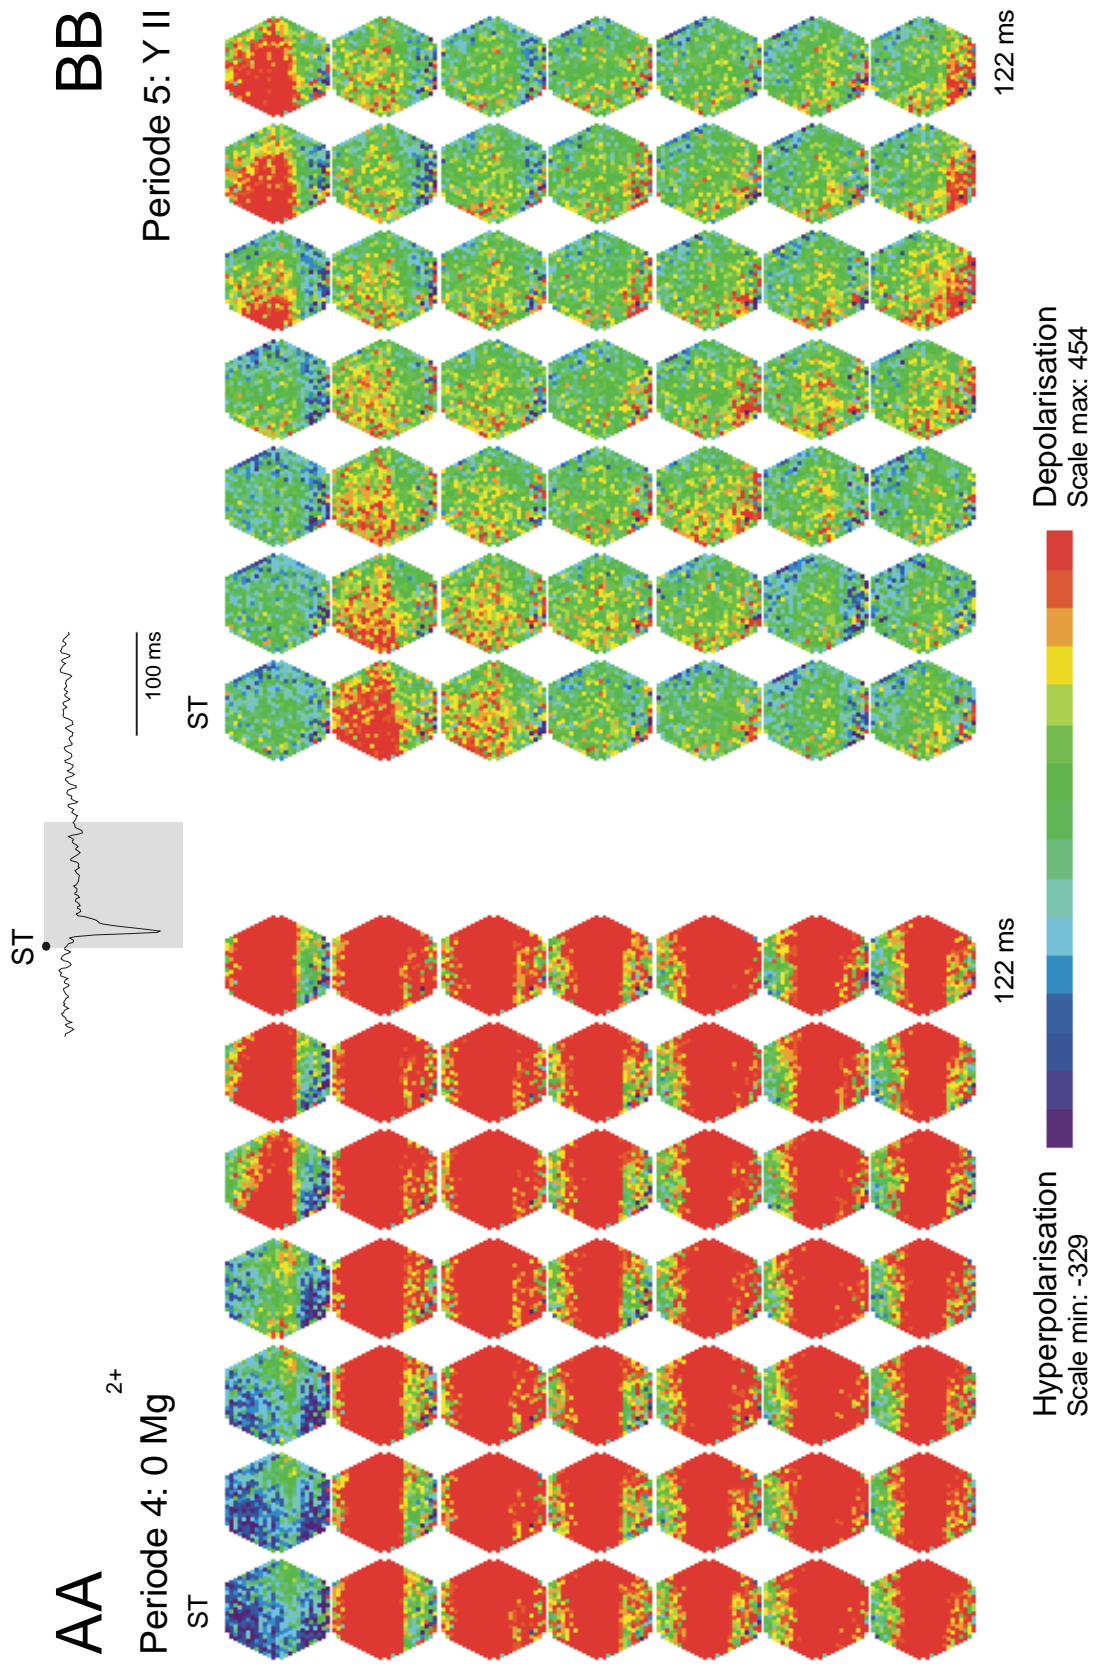 AA
Periode 4: 0 Mg2+
ST
122 ms
ST
100 ms
BB
Periode 5: Y II
ST
122 ms
Hyperpolarisation
Scale min: -329
Depolarisation
Scale max: 454